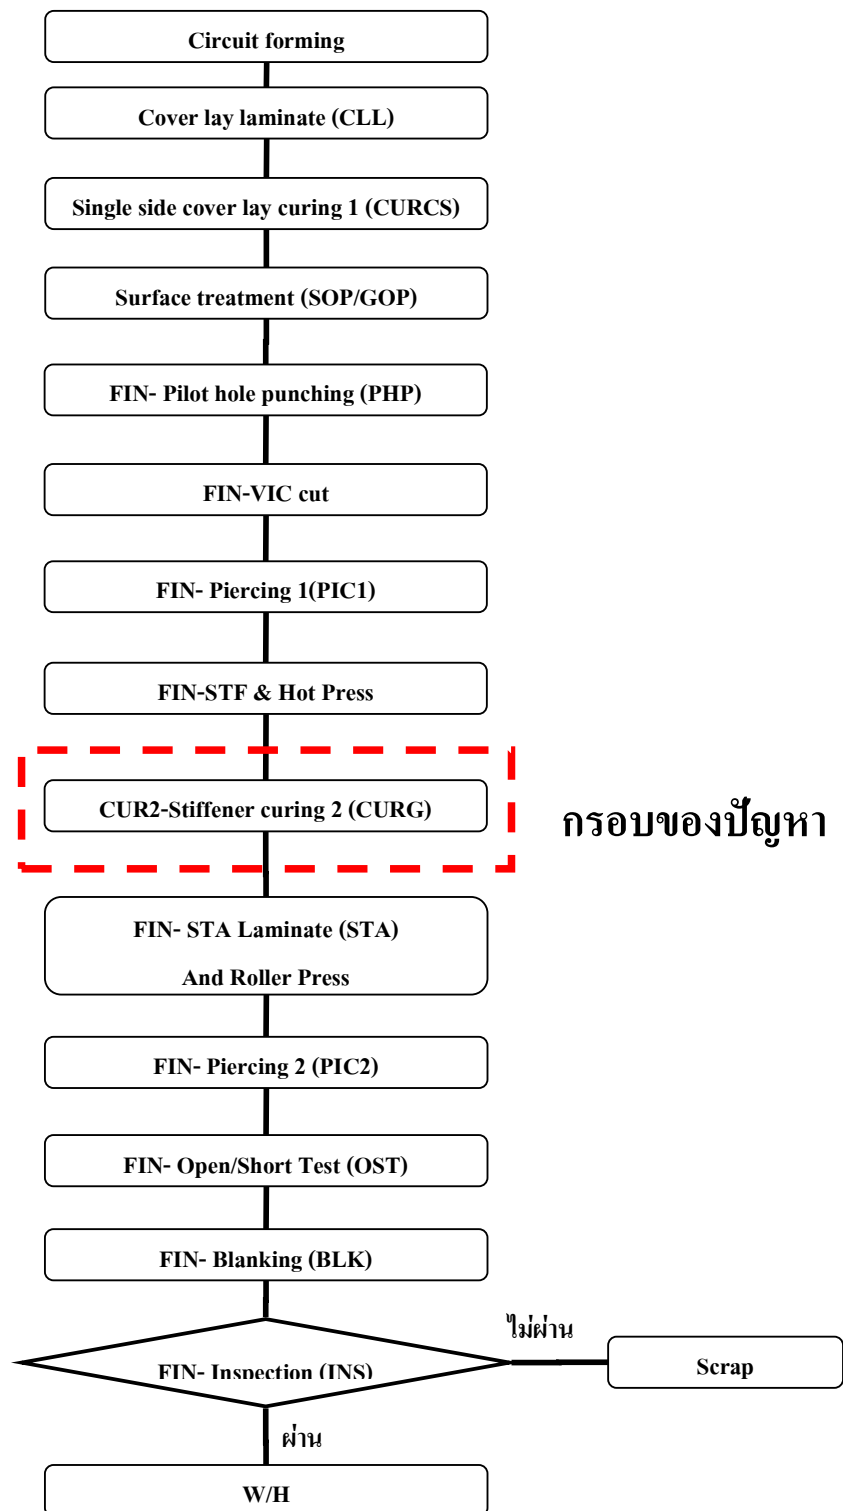 Circuit forming
Cover lay laminate (CLL)
Single side cover lay curing 1 (CURCS)
Surface treatment (SOP/GOP)
FIN- Pilot hole punching (PHP)
FIN-VIC cut
FIN- Piercing 1(PIC1)
FIN-STF & Hot Press
CUR2-Stiffener curing 2 (CURG)
กรอบของปัญหา
FIN- STA Laminate (STA)
And Roller Press
FIN- Piercing 2 (PIC2)
FIN- Open/Short Test (OST)
FIN- Blanking (BLK)
ไม่ผ่าน
FIN- Inspection (INS)
Scrap
ผ่าน
W/H